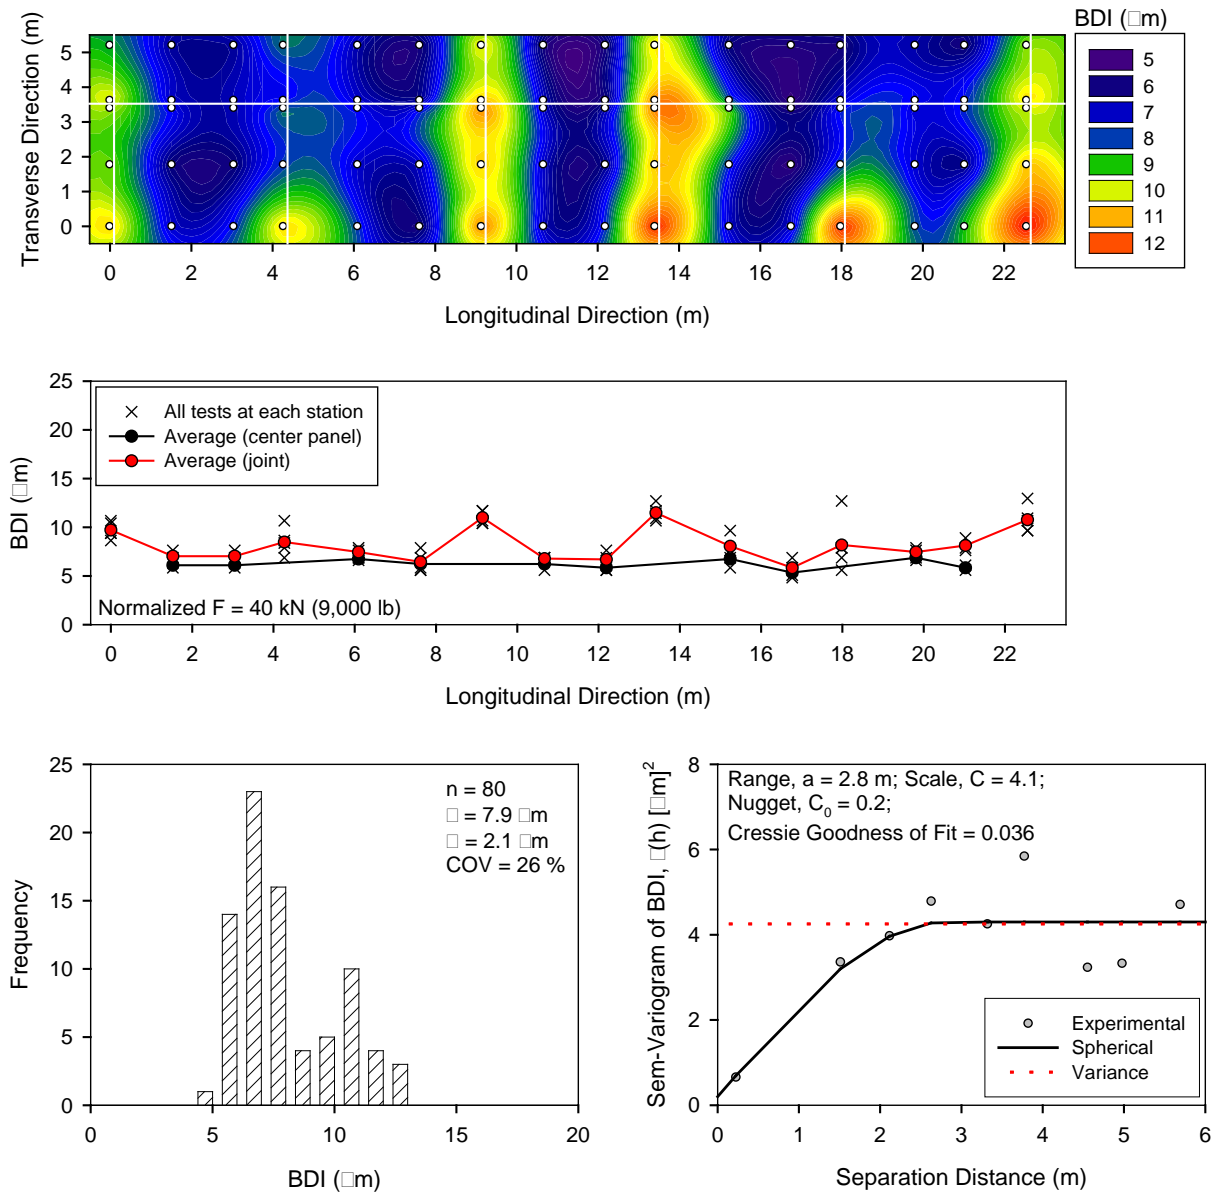 BDI (□m)
5
6
7
8
9
10
11
12
Transverse Direction (m)
5
4
3
2
1
0
0 2 4 6 8 10 12 14 16 18 20 22
Longitudinal Direction (m)
BDI (□m)
25
20
15
10
5
0
All tests at each station
Average (center panel)
Average (joint)
Normalized F = 40 kN (9,000 lb)
0 2 4 6 8 10 12 14 16 18 20 22
Longitudinal Direction (m)
Frequency
25
20
15
10
5
0
n = 80
□ = 7.9 □m
□ = 2.1 □m
COV = 26 %
0 5 10 15 20
BDI (□m)
Sem-Variogram of BDI, □(h) [□m]²
8
6
4
2
0
Range, a = 2.8 m; Scale, C = 4.1;
Nugget, C₀ = 0.2;
Cressie Goodness of Fit = 0.036
Experimental
Spherical
Variance
0 1 2 3 4 5 6
Separation Distance (m)